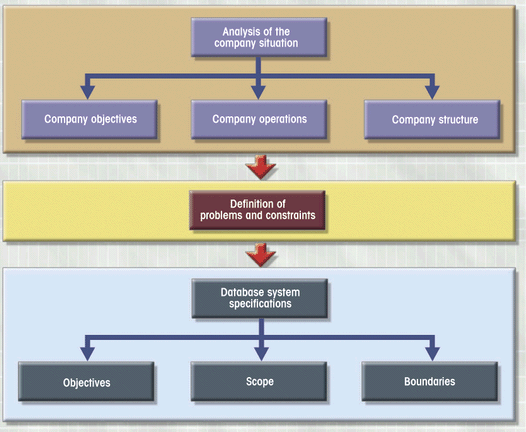 Analysis of the
company situation
Company objectives
Company operations
Company structure
Definition of
problems and constraints
Database system
specifications
Objectives
Scope
Boundaries